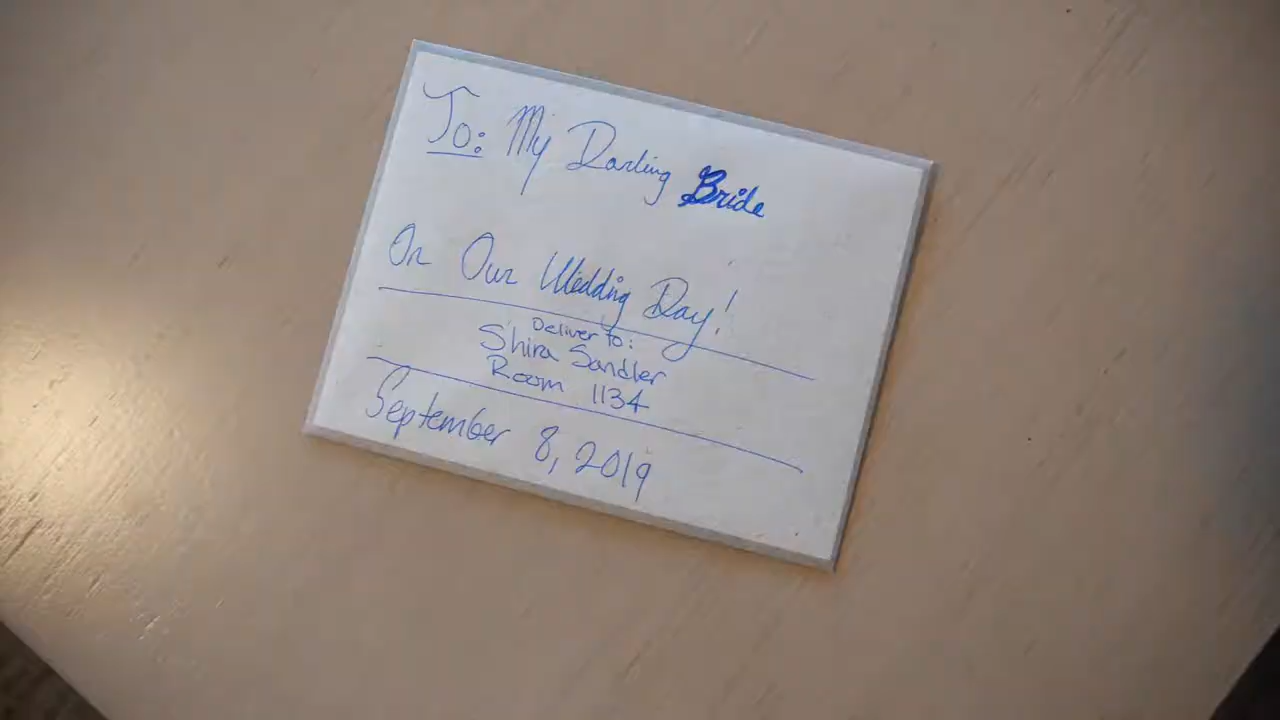 To: My Darling Bride
On Our Wedding Day!
Deliver to:
Shira Sandler
Room 1134
September 8, 2019